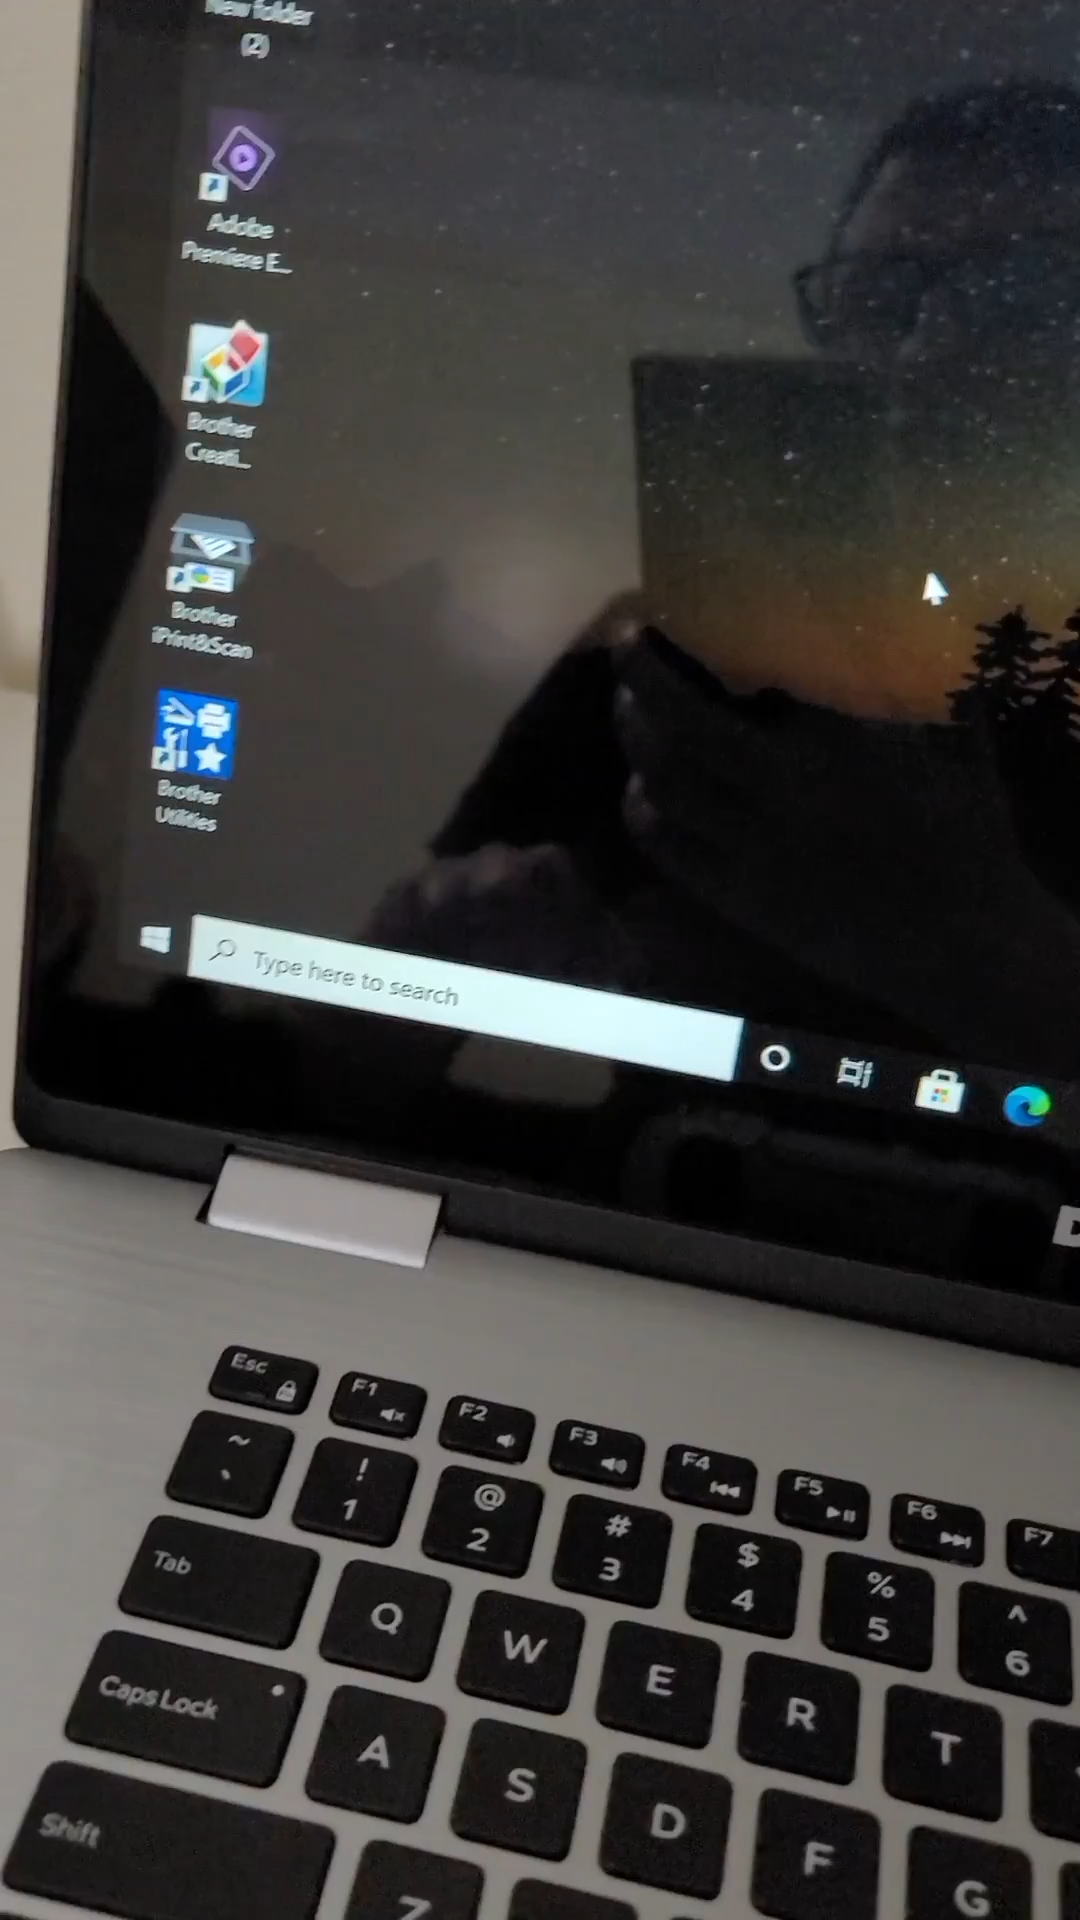 New folder
(2)
Adobe
Premiere E...
Brother
Creati...
Brother
iPrint&Scan
Brother
Utilities
Type here to search
D
Esc F1 F2 F3 F4 F5 F6 F7
~ ! @ # $ % ^
` 1 2 3 4 5 6
Tab Q W E R T
Caps Lock A S D F G
Shift Z